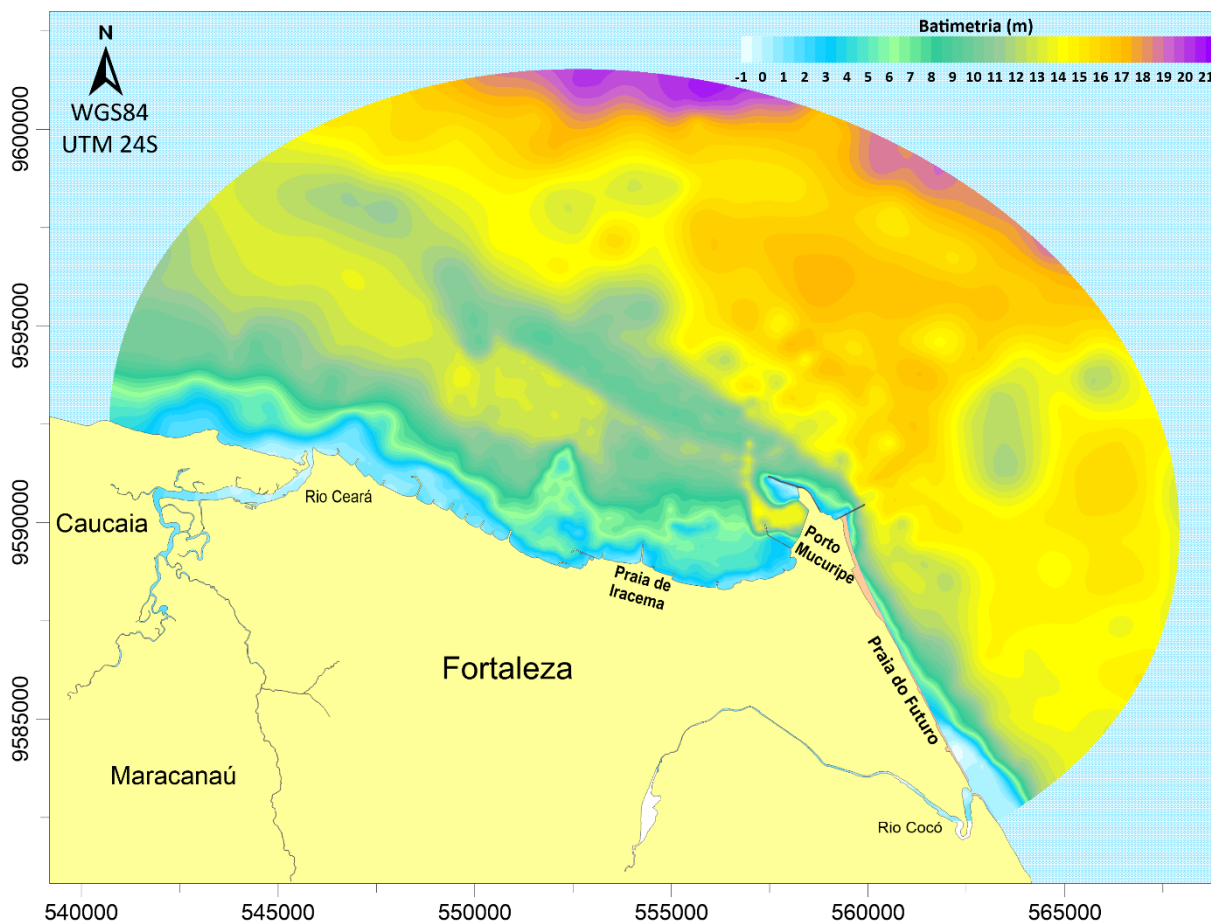 Batimetria (m)
-1 0 1 2 3 4 5 6 7 8 9 10 11 12 13 14 15 16 17 18 19 20 21
N
WGS84
UTM 24S
9600000
9595000
9590000
9585000
Rio Ceará
Caucaia
Porto
Mucuripe
Praia de
Iracema
Fortaleza
Praia do Futuro
Maracanaú
Rio Cocó
540000 545000 550000 555000 560000 565000